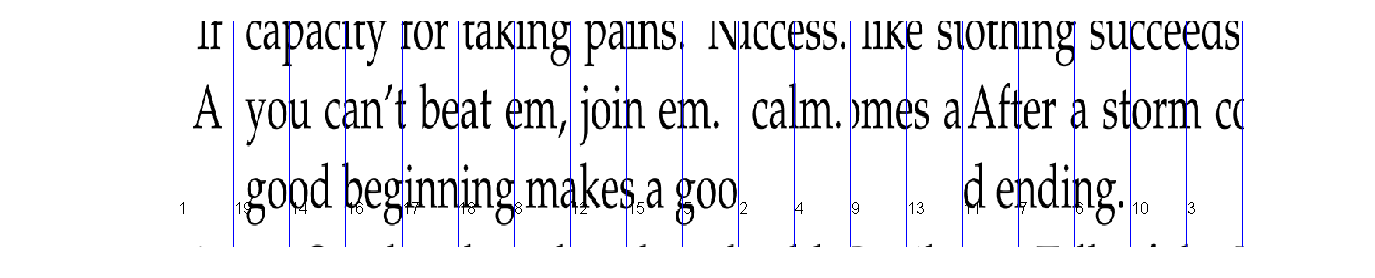 If capacity for taking pains. Nuccess. like stothing succeeds
A you can't beat em, join em. calm. omes a After a storm co
good beginning makes a goo d ending.
1 19 14 16 17 18 8 12 15 5 2 4 9 13 11 7 6 10 3